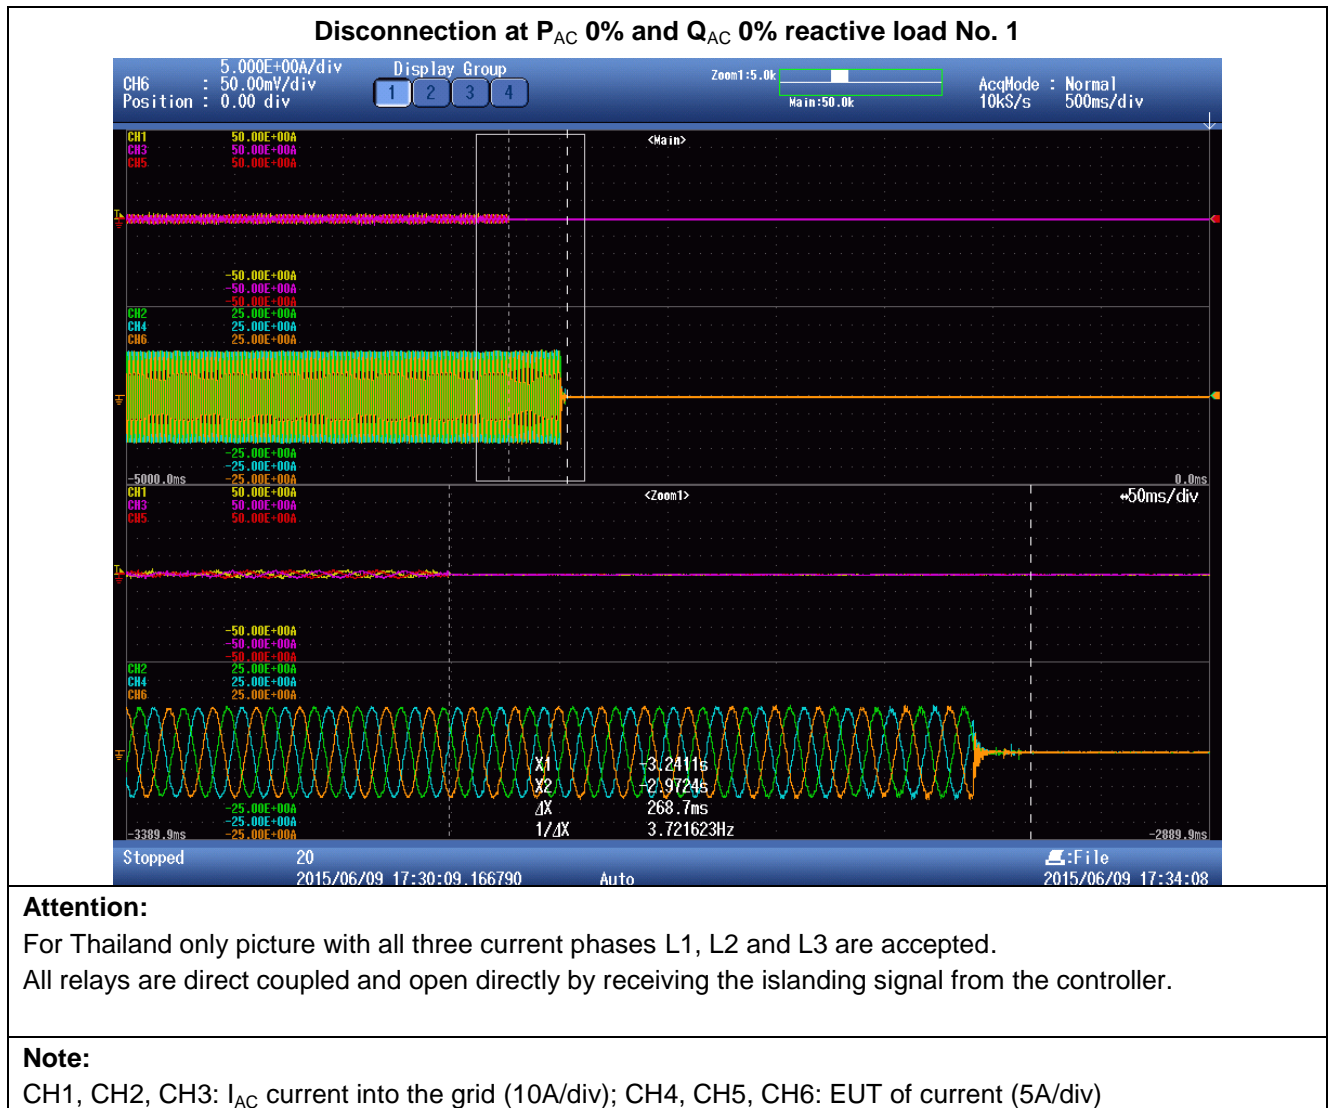 Disconnection at PAC 0% and QAC 0% reactive load No. 1
5.000E+00A/div
CH6 : 50.00mV/div
Position : 0.00 div
Display Group
1 2 3 4
Zoom1:5.0k
Main:50.0k
AcqMode : Normal
10kS/s 500ms/div
CH1 50.00E+00A
CH3 50.00E+00A
CH5 50.00E+00A
<Main>
-50.00E+00A
-50.00E+00A
-50.00E+00A
CH2 25.00E+00A
CH4 25.00E+00A
CH6 25.00E+00A
-25.00E+00A
-25.00E+00A
-5000.0ms -25.00E+00A 0.0ms
CH1 50.00E+00A
CH3 50.00E+00A
CH5 50.00E+00A
<Zoom1>
↔50ms/div
-50.00E+00A
-50.00E+00A
-50.00E+00A
CH2 25.00E+00A
CH4 25.00E+00A
CH6 25.00E+00A
X1 -3.2411s
X2 -2.9724s
ΔX 268.7ms
1/ΔX 3.721623Hz
-25.00E+00A
-25.00E+00A
-3389.9ms -25.00E+00A -2889.9ms
Stopped 20
2015/06/09 17:30:09.166790 Auto
:File
2015/06/09 17:34:08
Attention:
For Thailand only picture with all three current phases L1, L2 and L3 are accepted.
All relays are direct coupled and open directly by receiving the islanding signal from the controller.
Note:
CH1, CH2, CH3: IAC current into the grid (10A/div); CH4, CH5, CH6: EUT of current (5A/div)